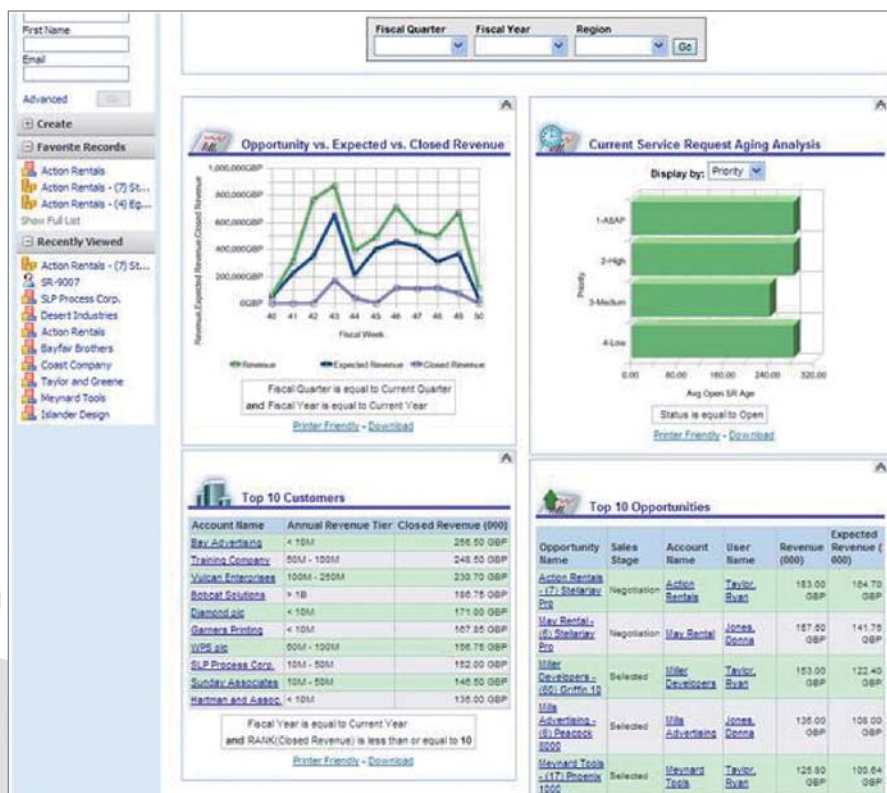 First Name
Email
Advanced
Create
Favorite Records
Action Rentals
Action Rentals - (7) St...
Action Rentals - (4) Eg...
Show Full List
Recently Viewed
Action Rentals - (7) St...
SR-9007
SLP Process Corp.
Desert Industries
Action Rentals
Bayfair Brothers
Coast Company
Taylor and Greene
Meynard Tools
Islander Design
Fiscal Quarter Fiscal Year Region
Go
Opportunity vs. Expected vs. Closed Revenue
Revenue,Expected Revenue,Closed Revenue
1,000,000GBP
800,000GBP
600,000GBP
400,000GBP
200,000GBP
0GBP
40 41 42 43 44 45 46 47 48 49 50
Fiscal Week
Revenue Expected Revenue Closed Revenue
Fiscal Quarter is equal to Current Quarter
and Fiscal Year is equal to Current Year
Printer Friendly - Download
Current Service Request Aging Analysis
Display by: Priority
Priority
1-ASAP
2-High
3-Medium
4-Low
0.00 80.00 160.00 240.00 320.00
Avg Open SR Age
Status is equal to Open
Printer Friendly - Download
Top 10 Customers
Account Name Annual Revenue Tier Closed Revenue (000)
Bay Advertising < 10M 256.50 GBP
Training Company 50M - 100M 248.50 GBP
Vulcan Enterprises 100M - 250M 230.70 GBP
Bobcat Solutions > 1B 186.75 GBP
Diamond plc < 10M 171.00 GBP
Garners Printing < 10M 167.85 GBP
WPS plc 50M - 100M 156.75 GBP
SLP Process Corp. 10M - 50M 152.00 GBP
Sunday Associates 10M - 50M 146.50 GBP
Hartman and Assoc. < 10M 135.00 GBP
Fiscal Year is equal to Current Year
and RANK(Closed Revenue) is less than or equal to 10
Printer Friendly - Download
Top 10 Opportunities
Opportunity Name Sales Stage Account Name User Name Revenue (000) Expected Revenue (000)
Action Rentals - (7) Stellarjay Pro Negotiation Action Rentals Taylor, Ryan 183.00 GBP 164.70 GBP
May Rental - (6) Stellarjay Pro Negotiation May Rental Jones, Donna 157.50 GBP 141.75 GBP
Miller Developers - (60) Griffin 10 Selected Miller Developers Taylor, Ryan 153.00 GBP 122.40 GBP
Mills Advertising - (6) Peacock 5000 Selected Mills Advertising Jones, Donna 135.00 GBP 108.00 GBP
Meynard Tools - (17) Phoenix 1000 Selected Meynard Tools Taylor, Ryan 125.80 GBP 100.64 GBP